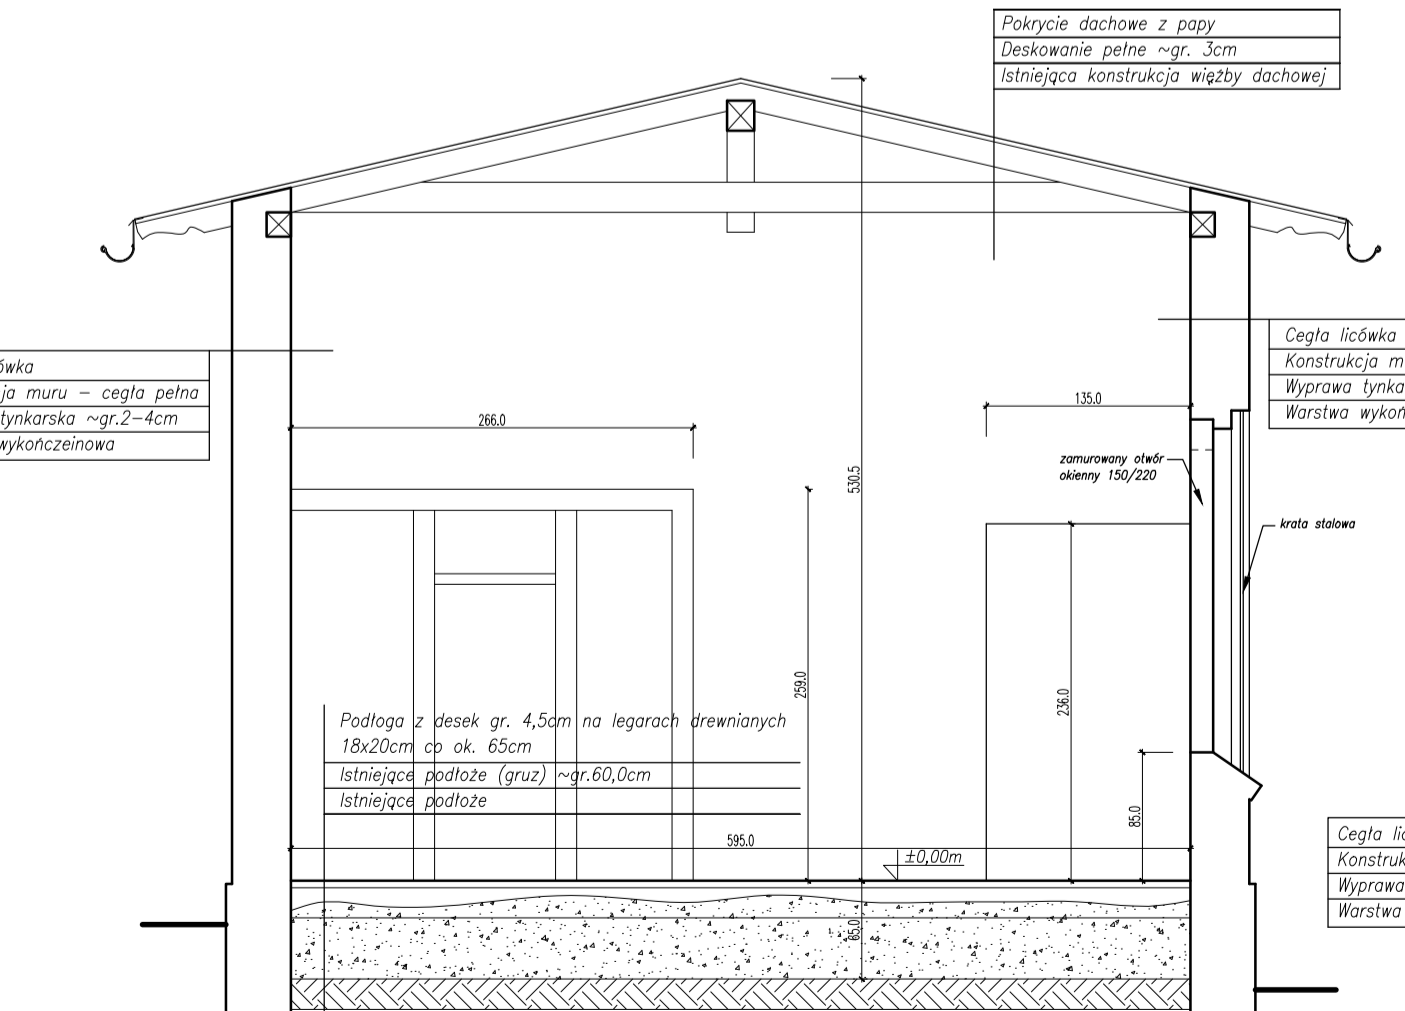 Pokrycie dachowe z papy
Deskowanie pełne ~gr. 3cm
Istniejąca konstrukcja więźby dachowej
ówka
ja muru – cegła pełna
tynkarska ~gr.2-4cm
wykończeinowa
Cegła licówka
Konstrukcja m
Wyprawa tynka
Warstwa wykoń
266.0
135.0
530.5
zamurowany otwór
okienny 150/220
krata stalowa
259.0
236.0
85.0
Podłoga z desek gr. 4,5cm na legarach drewnianych
18x20cm co ok. 65cm
Istniejące podłoże (gruz) ~gr.60,0cm
Istniejące podłoże
595.0
±0,00m
65.0
Cegła lic
Konstruk
Wyprawa
Warstwa